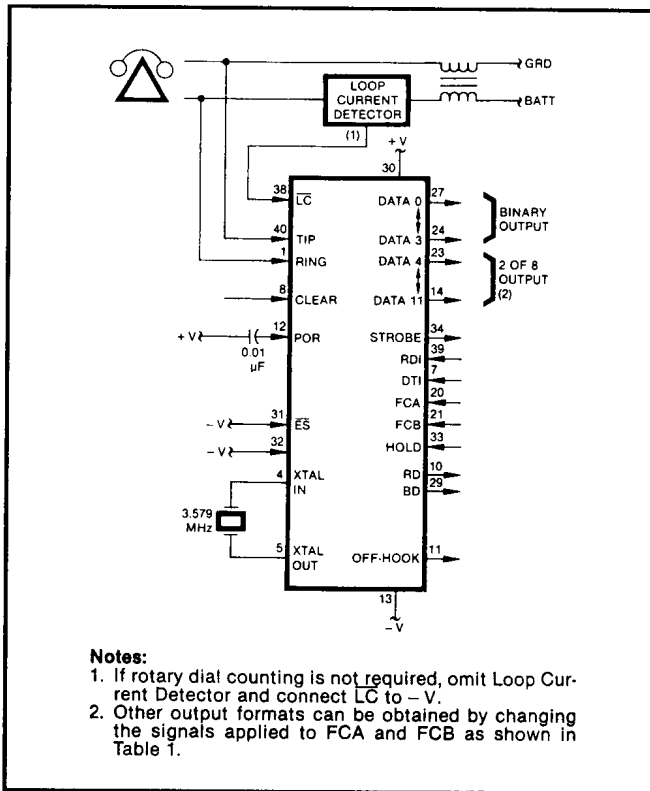 GRD
LOOP
CURRENT
DETECTOR
BATT
(1)
+ V
30
38
LC
DATA 0
27
BINARY
OUTPUT
40
TIP
DATA 3
24
1
RING
DATA 4
23
2 OF 8
OUTPUT
(2)
8
CLEAR
DATA 11
14
+ V
12
POR
0.01
µF
STROBE
34
RDI
39
DTI
7
FCA
20
– V
31
ES
FCB
21
– V
32
HOLD
33
4
XTAL
IN
RD
10
BD
29
3.579
MHz
5
XTAL
OUT
OFF-HOOK
11
13
– V
Notes:
1. If rotary dial counting is not required, omit Loop Cur-
rent Detector and connect LC to – V.
2. Other output formats can be obtained by changing
the signals applied to FCA and FCB as shown in
Table 1.